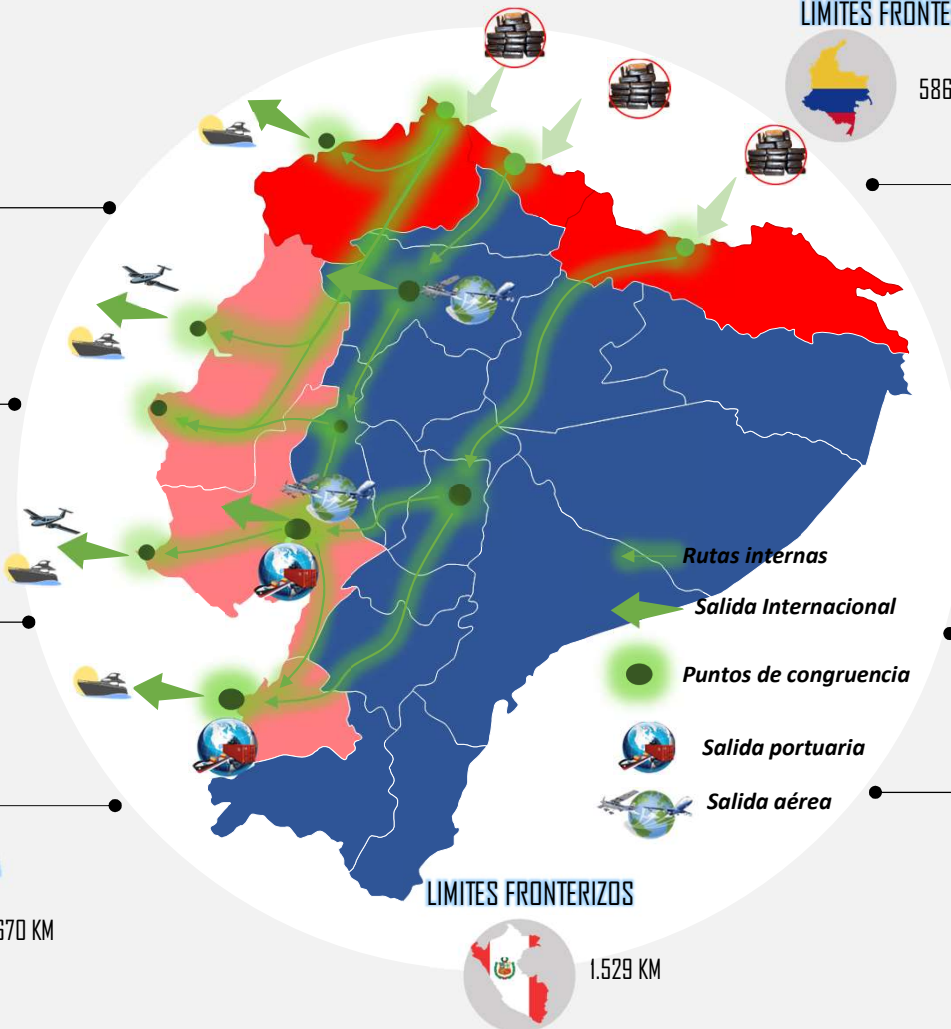 LIMITES FRONTE
586
Rutas internas
Salida Internacional
Puntos de congruencia
Salida portuaria
Salida aérea
LIMITES FRONTERIZOS
670 KM
1.529 KM